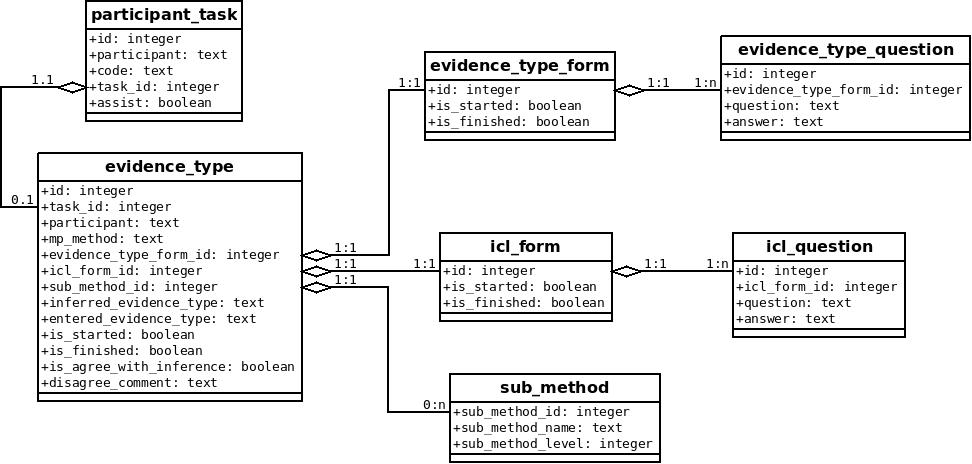 participant_task
+id: integer
+participant: text
+code: text
+task_id: integer
+assist: boolean
1.1
0.1
evidence_type
+id: integer
+task_id: integer
+participant: text
+mp_method: text
+evidence_type_form_id: integer
+icl_form_id: integer
+sub_method_id: integer
+inferred_evidence_type: text
+entered_evidence_type: text
+is_started: boolean
+is_finished: boolean
+is_agree_with_inference: boolean
+disagree_comment: text
1:1
1:1
1:1
1:1
evidence_type_form
+id: integer
+is_started: boolean
+is_finished: boolean
1:1
1:n
evidence_type_question
+id: integer
+evidence_type_form_id: integer
+question: text
+answer: text
1:1
icl_form
+id: integer
+is_started: boolean
+is_finished: boolean
1:1
1:n
icl_question
+id: integer
+icl_form_id: integer
+question: text
+answer: text
0:n
sub_method
+sub_method_id: integer
+sub_method_name: text
+sub_method_level: integer